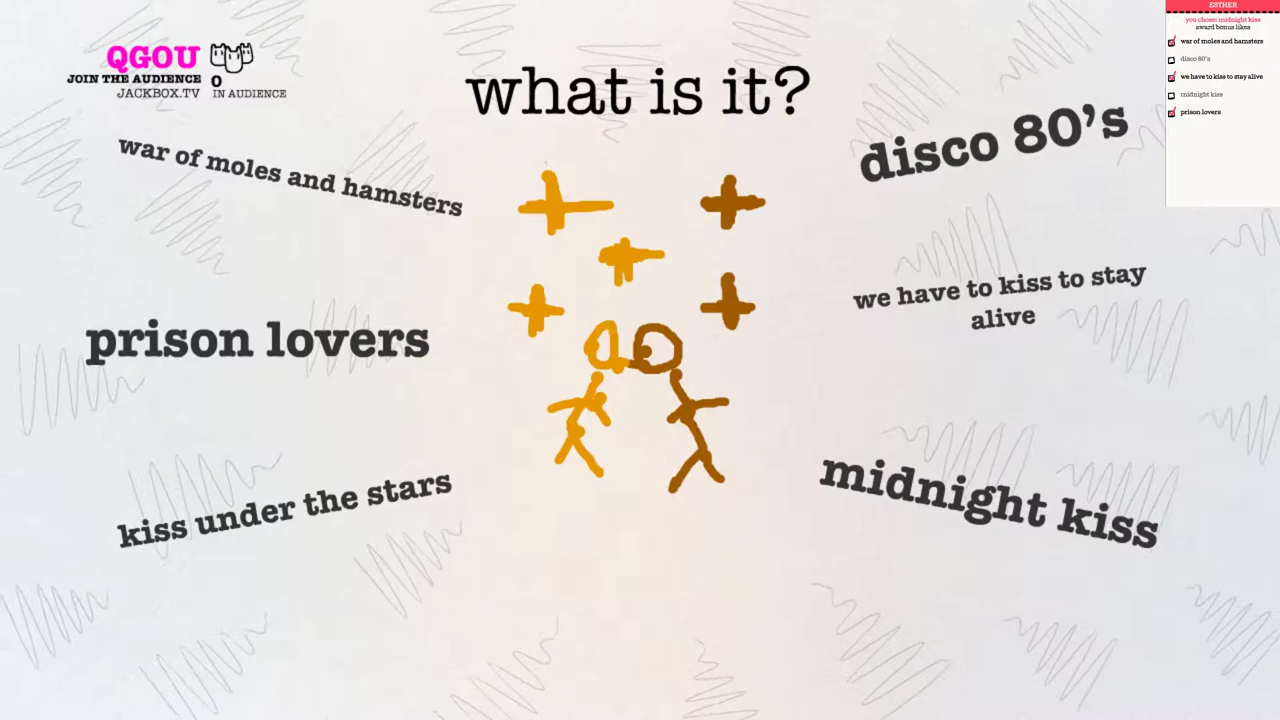 QGOU
JOIN THE AUDIENCE
JACKBOX.TV
0
IN AUDIENCE
what is it?
war of moles and hamsters
disco 80's
prison lovers
we have to kiss to stay
alive
kiss under the stars
midnight kiss
ESTHER
you chose: midnight kiss
award bonus likes
war of moles and hamsters
disco 80's
we have to kiss to stay alive
midnight kiss
prison lovers